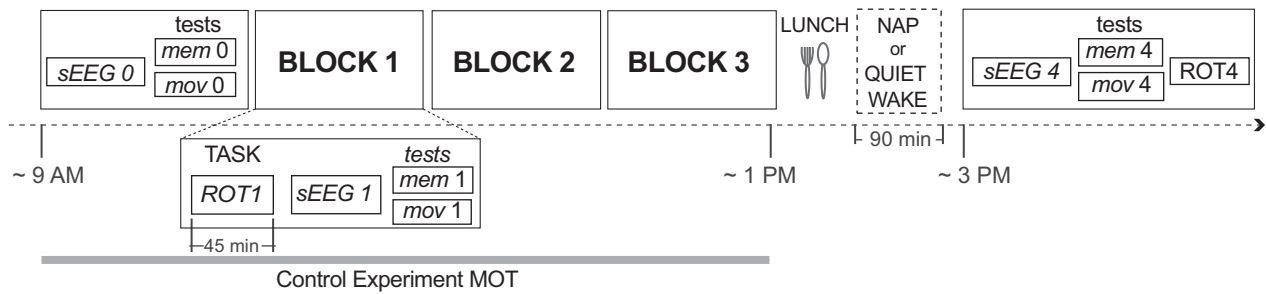 tests
sEEG 0
mem 0
mov 0
BLOCK 1
BLOCK 2
BLOCK 3
LUNCH
NAP
or
QUIET
WAKE
tests
sEEG 4
mem 4
mov 4
ROT4
90 min
~ 9 AM
~ 1 PM
~ 3 PM
TASK
ROT1
sEEG 1
tests
mem 1
mov 1
45 min
Control Experiment MOT